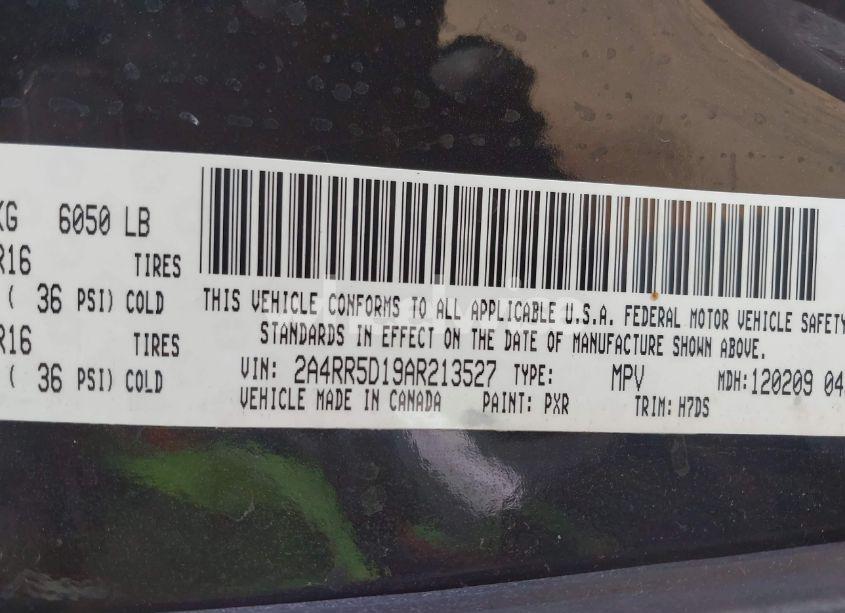 KG 6050 LB
R16 TIRES
( 36 PSI) COLD
R16 TIRES
( 36 PSI) COLD
THIS VEHICLE CONFORMS TO ALL APPLICABLE U.S.A. FEDERAL MOTOR VEHICLE SAFETY
STANDARDS IN EFFECT ON THE DATE OF MANUFACTURE SHOWN ABOVE.
VIN: 2A4RR5D19AR213527 TYPE: MPV MDH: 120209 04
VEHICLE MADE IN CANADA PAINT: PXR TRIM: H7DS